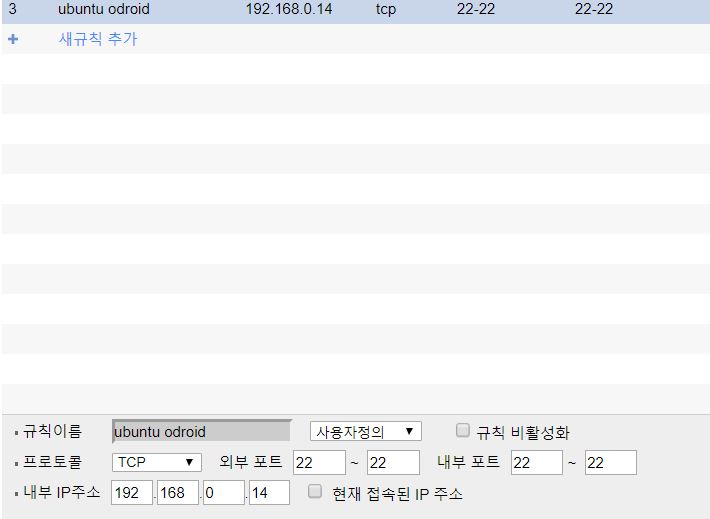 3 ubuntu odroid 192.168.0.14 tcp 22-22 22-22
+ 새규칙 추가
규칙이름 ubuntu odroid 사용자정의 규칙 비활성화
프로토콜 TCP 외부 포트 22 ~ 22 내부 포트 22 ~ 22
내부 IP주소 192.168.0.14 현재 접속된 IP 주소